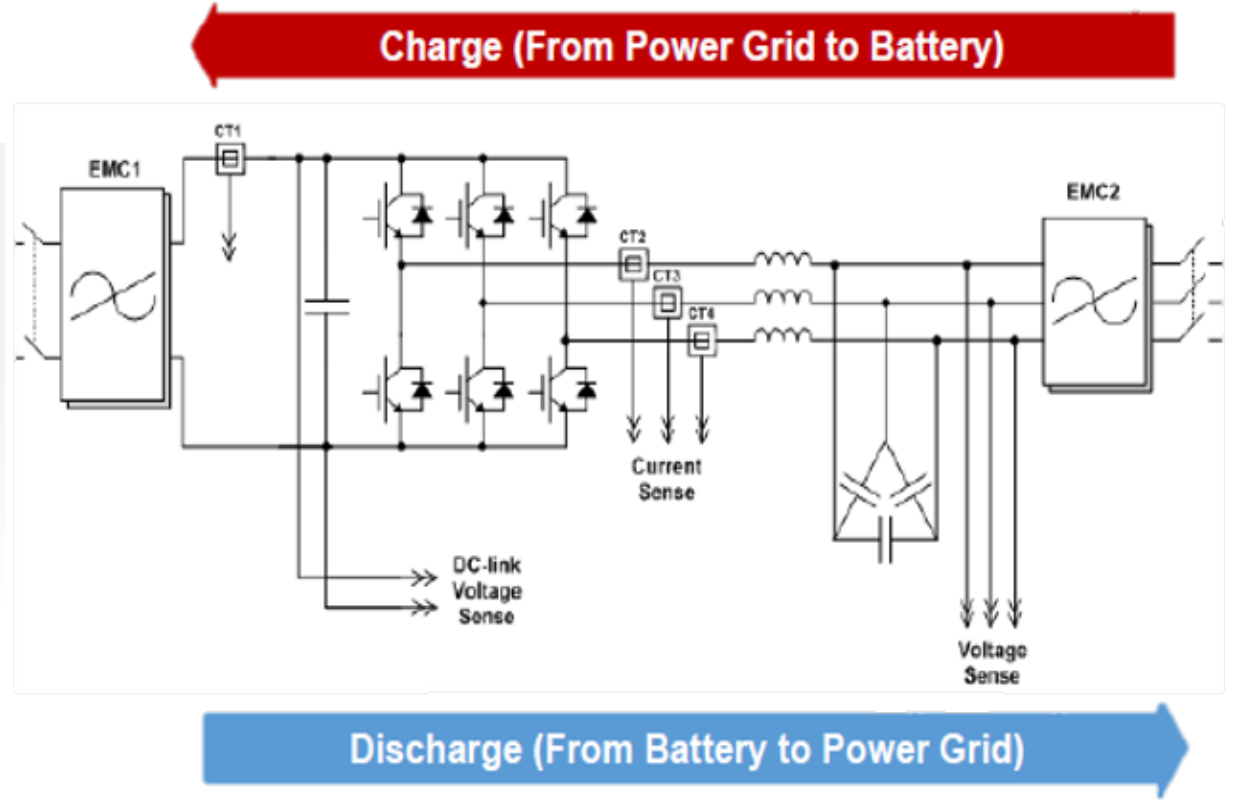 Charge (From Power Grid to Battery)
CT1
EMC1
EMC2
CT2
CT3
CT4
Current
Sense
DC-link
Voltage
Sense
Voltage
Sense
Discharge (From Battery to Power Grid)